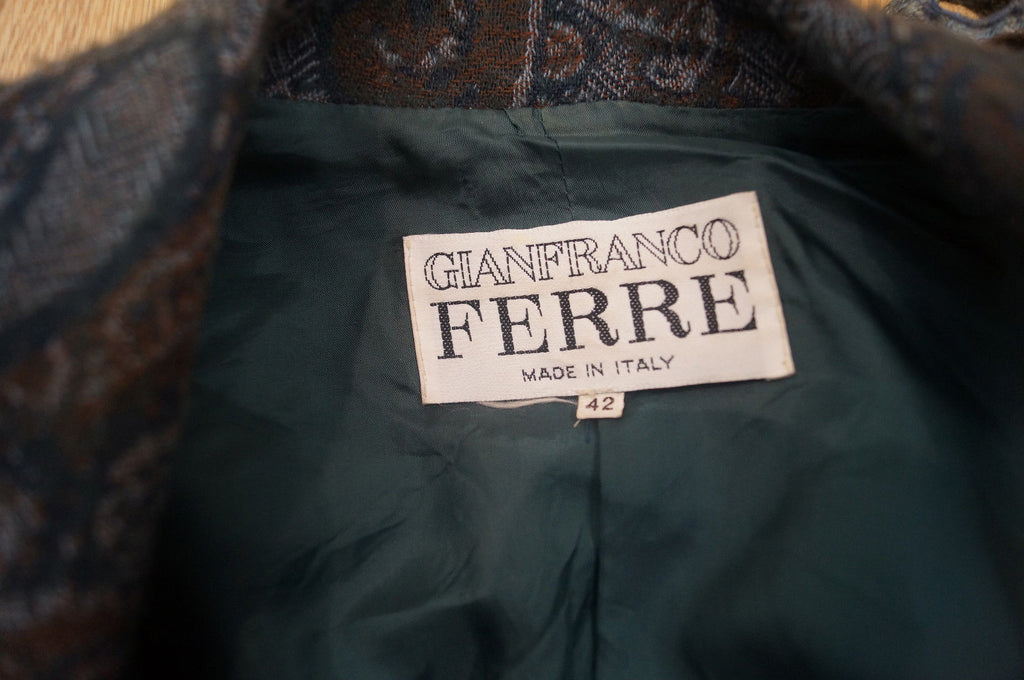 GIANFRANCO
FERRE
MADE IN ITALY
42